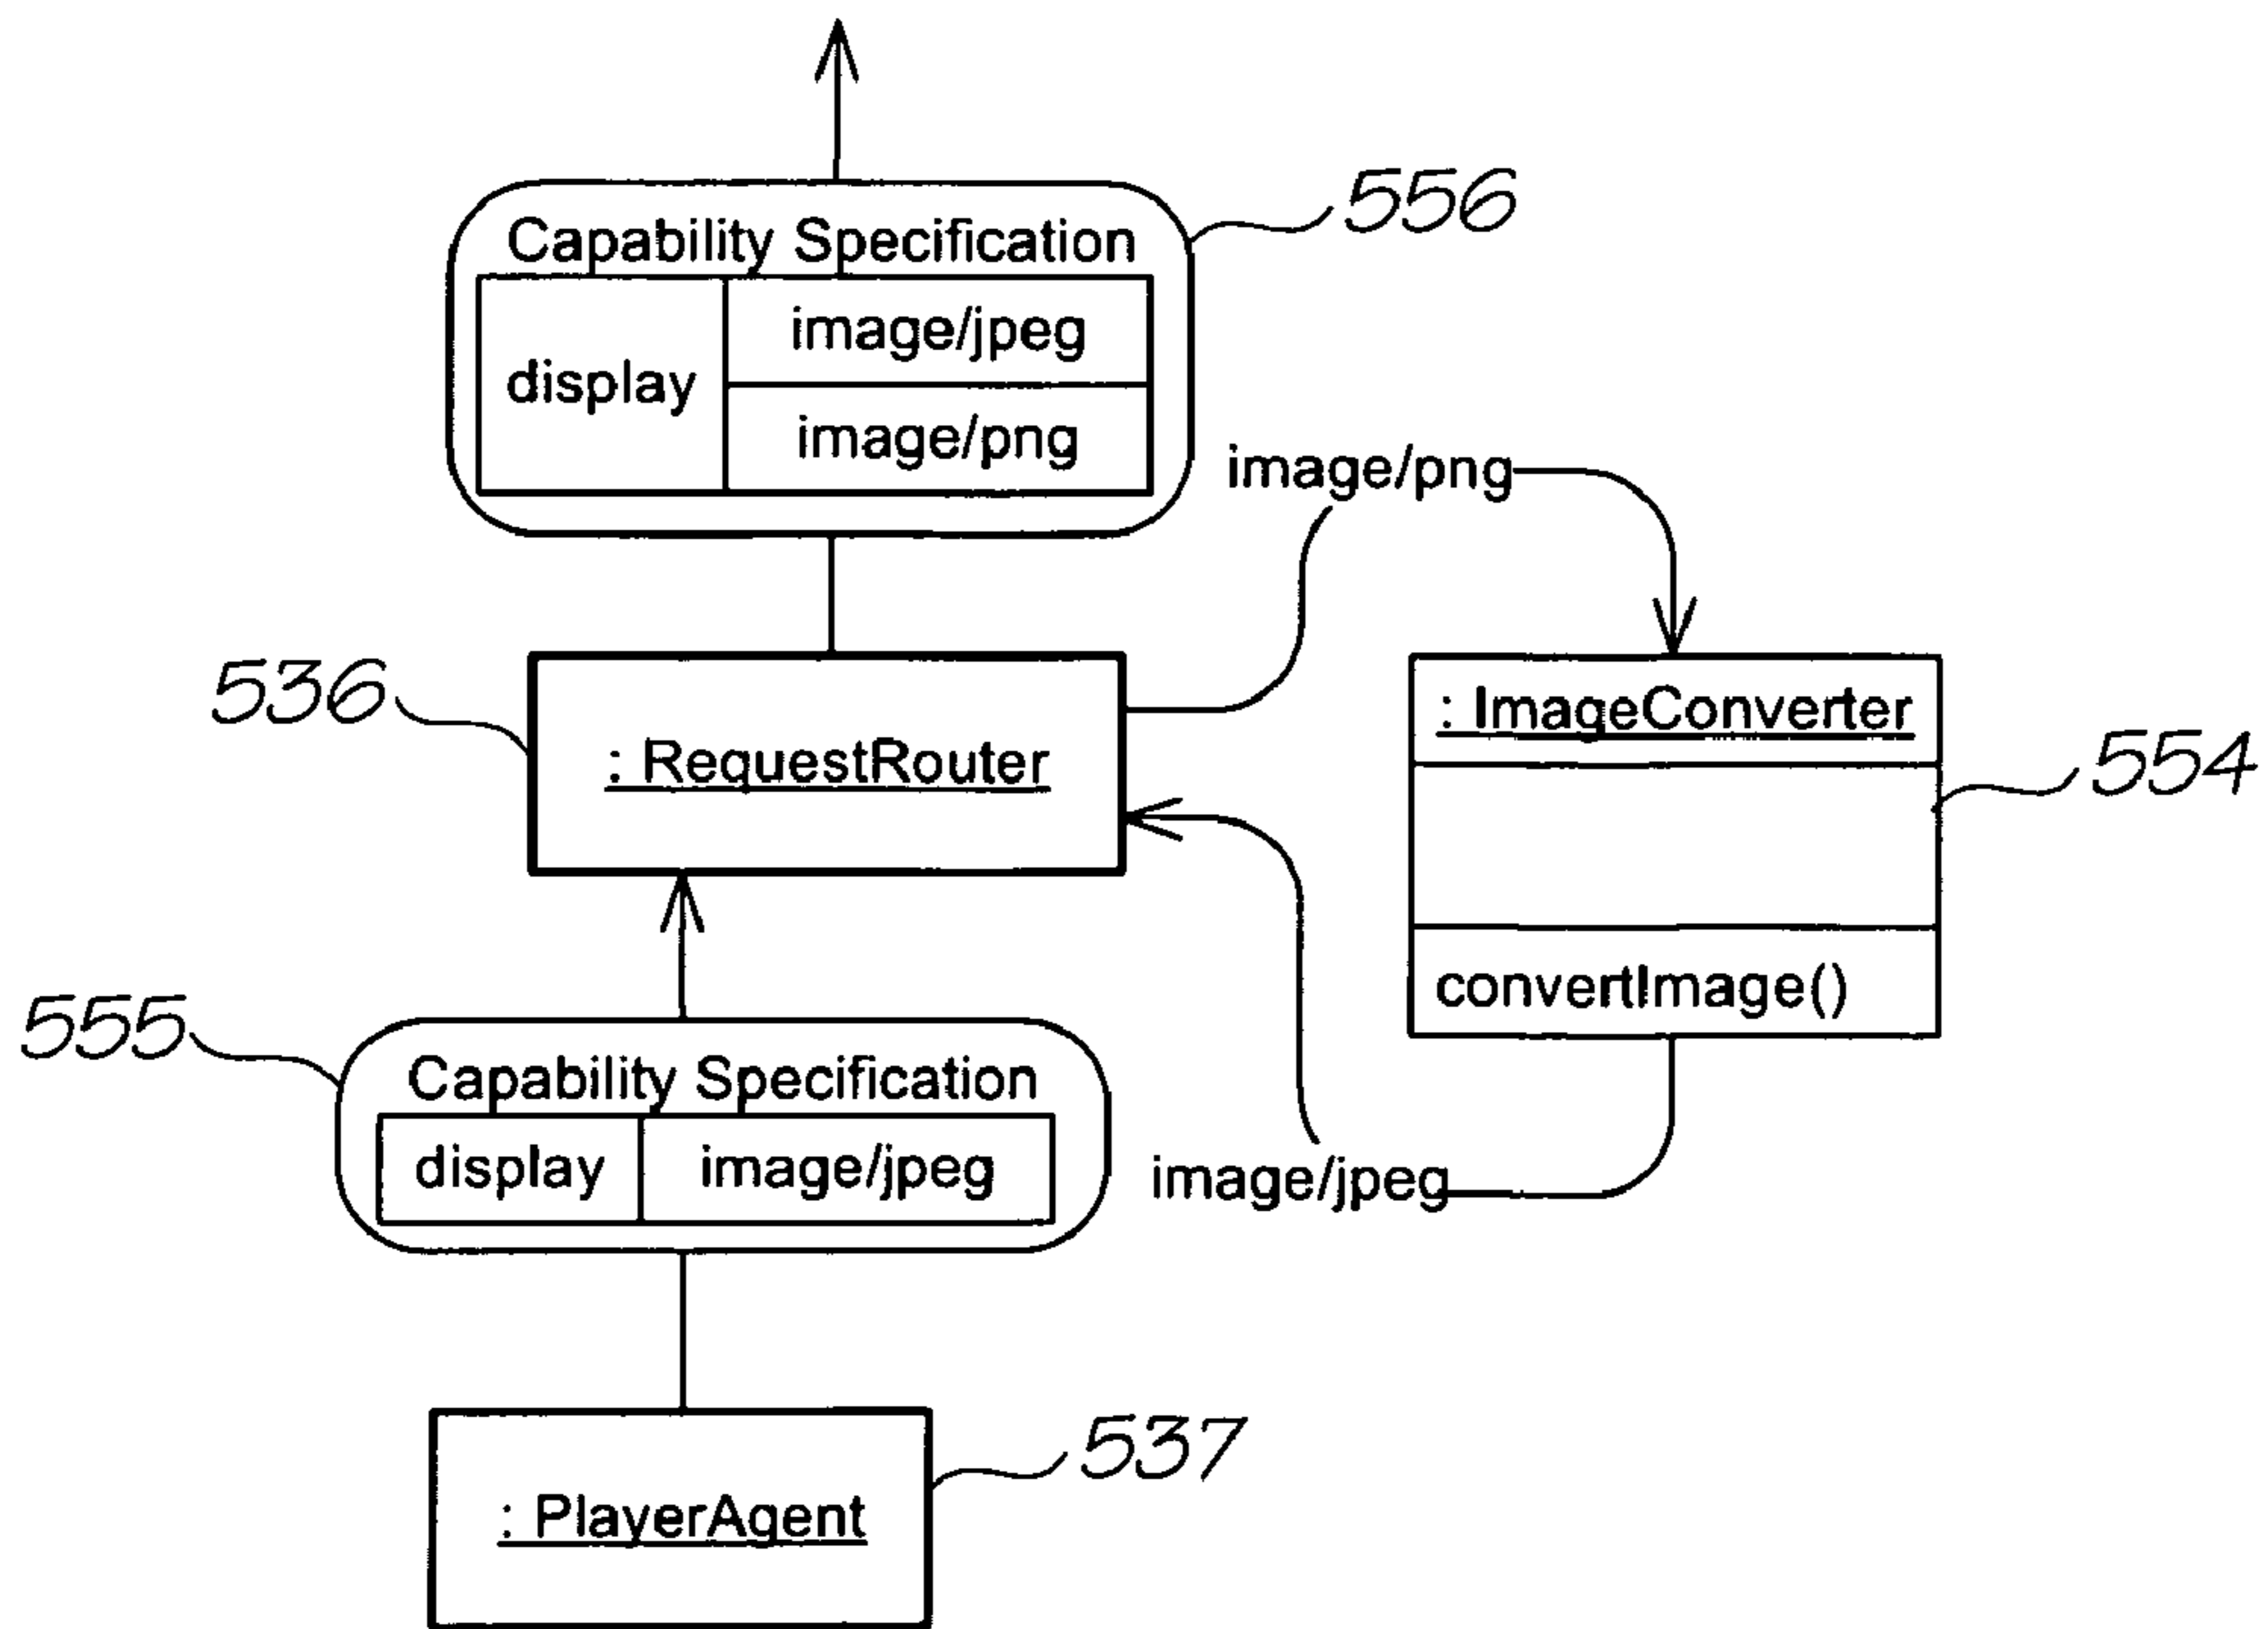 556
Capability Specification
display
image/jpeg
image/png
image/png
536
: RequestRouter
: ImageConverter
554
convertImage()
555
Capability Specification
display image/jpeg
image/jpeg
537
: PlayerAgent